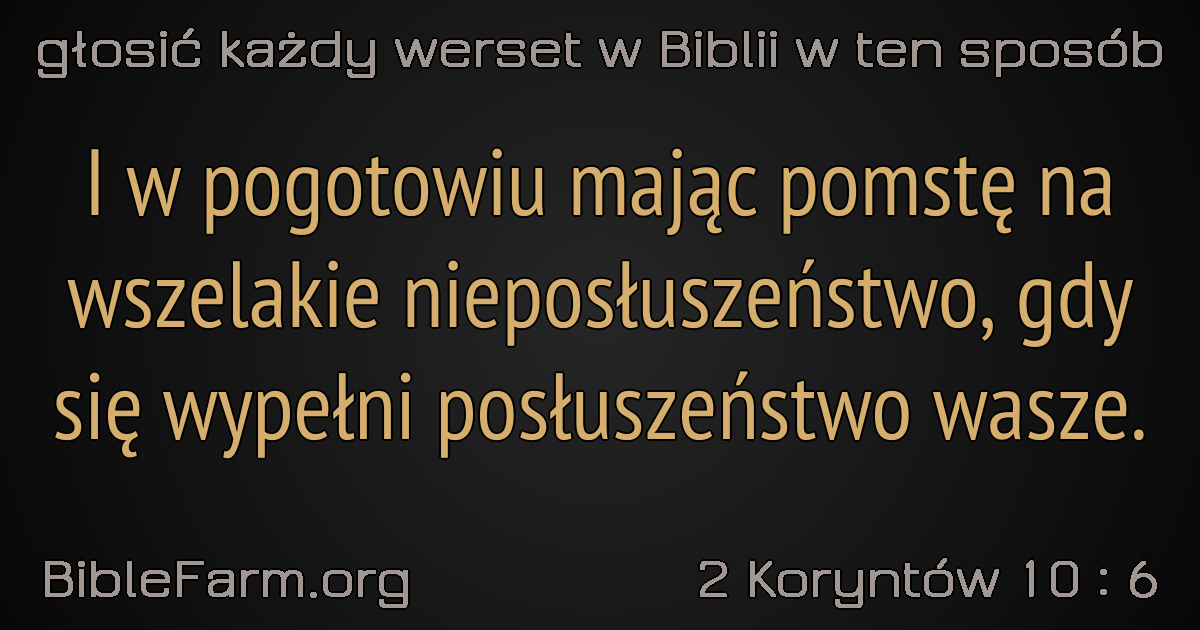 głosić każdy werset w Biblii w ten sposób
I w pogotowiu mając pomstę na
wszelakie nieposłuszeństwo, gdy
się wypełni posłuszeństwo wasze.
BibleFarm.org
2 Koryntów 10 : 6